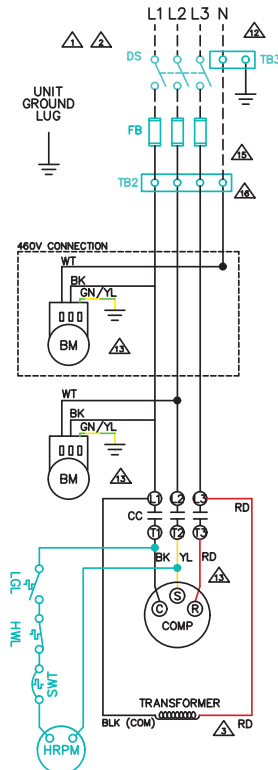 L1 L2 L3 N
1 2 12
DS
TB3
UNIT
GROUND
LUG
FB
15
TB2
16
460V CONNECTION
WT
BK
GN/YL
BM
13
WT
BK
GN/YL
BM
13
L1 L2 L3
CC
RD
T1 T2 T3
BK YL RD
13
LGL
S
C R
COMP
HWL
SWT
TRANSFORMER
BLK (COM)
RD
3
HRPM